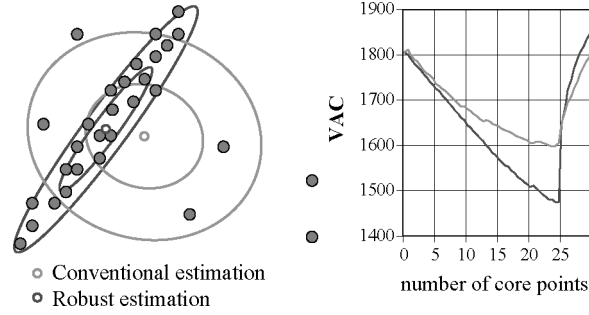 Conventional estimation
Robust estimation
VAC
1900
1800
1700
1600
1500
1400
0 5 10 15 20 25
number of core points